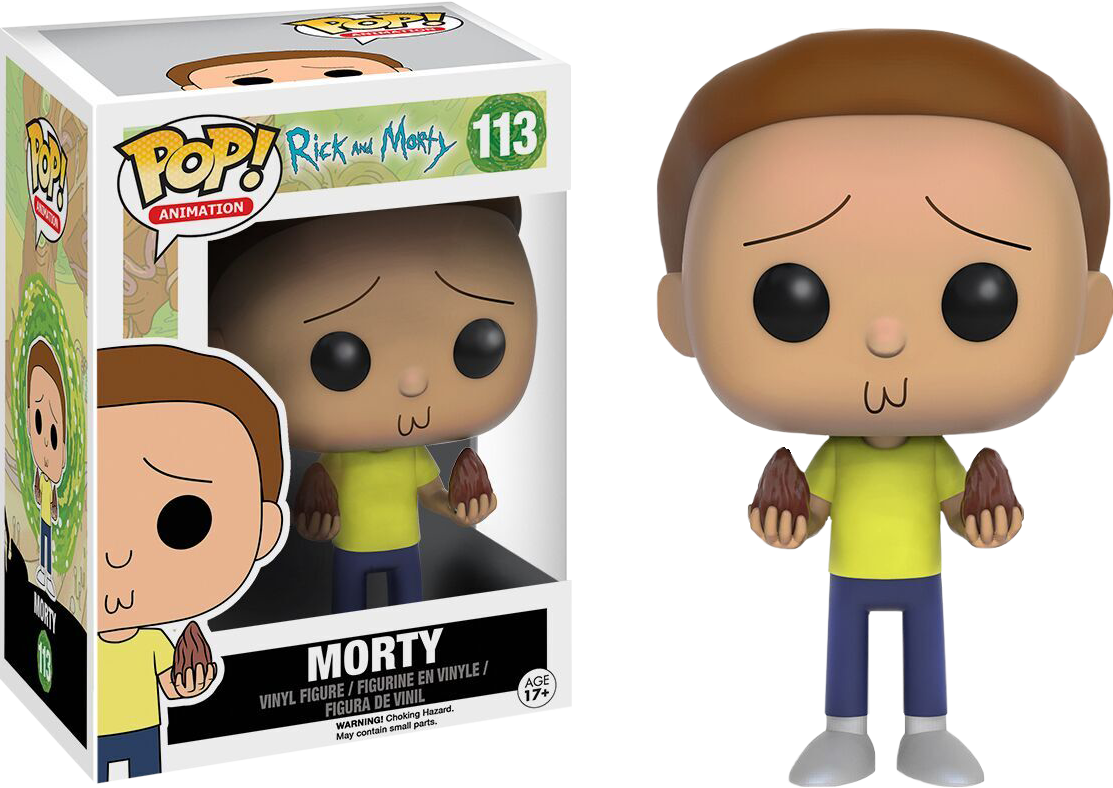 POP!
ANIMATION
POP!
ANIMATION
Rick and Morty
113
POP!
ANIMATION
MORTY
113
MORTY
VINYL FIGURE / FIGURINE EN VINYLE /
FIGURA DE VINIL
AGE
17+
WARNING! Choking Hazard.
May contain small parts.